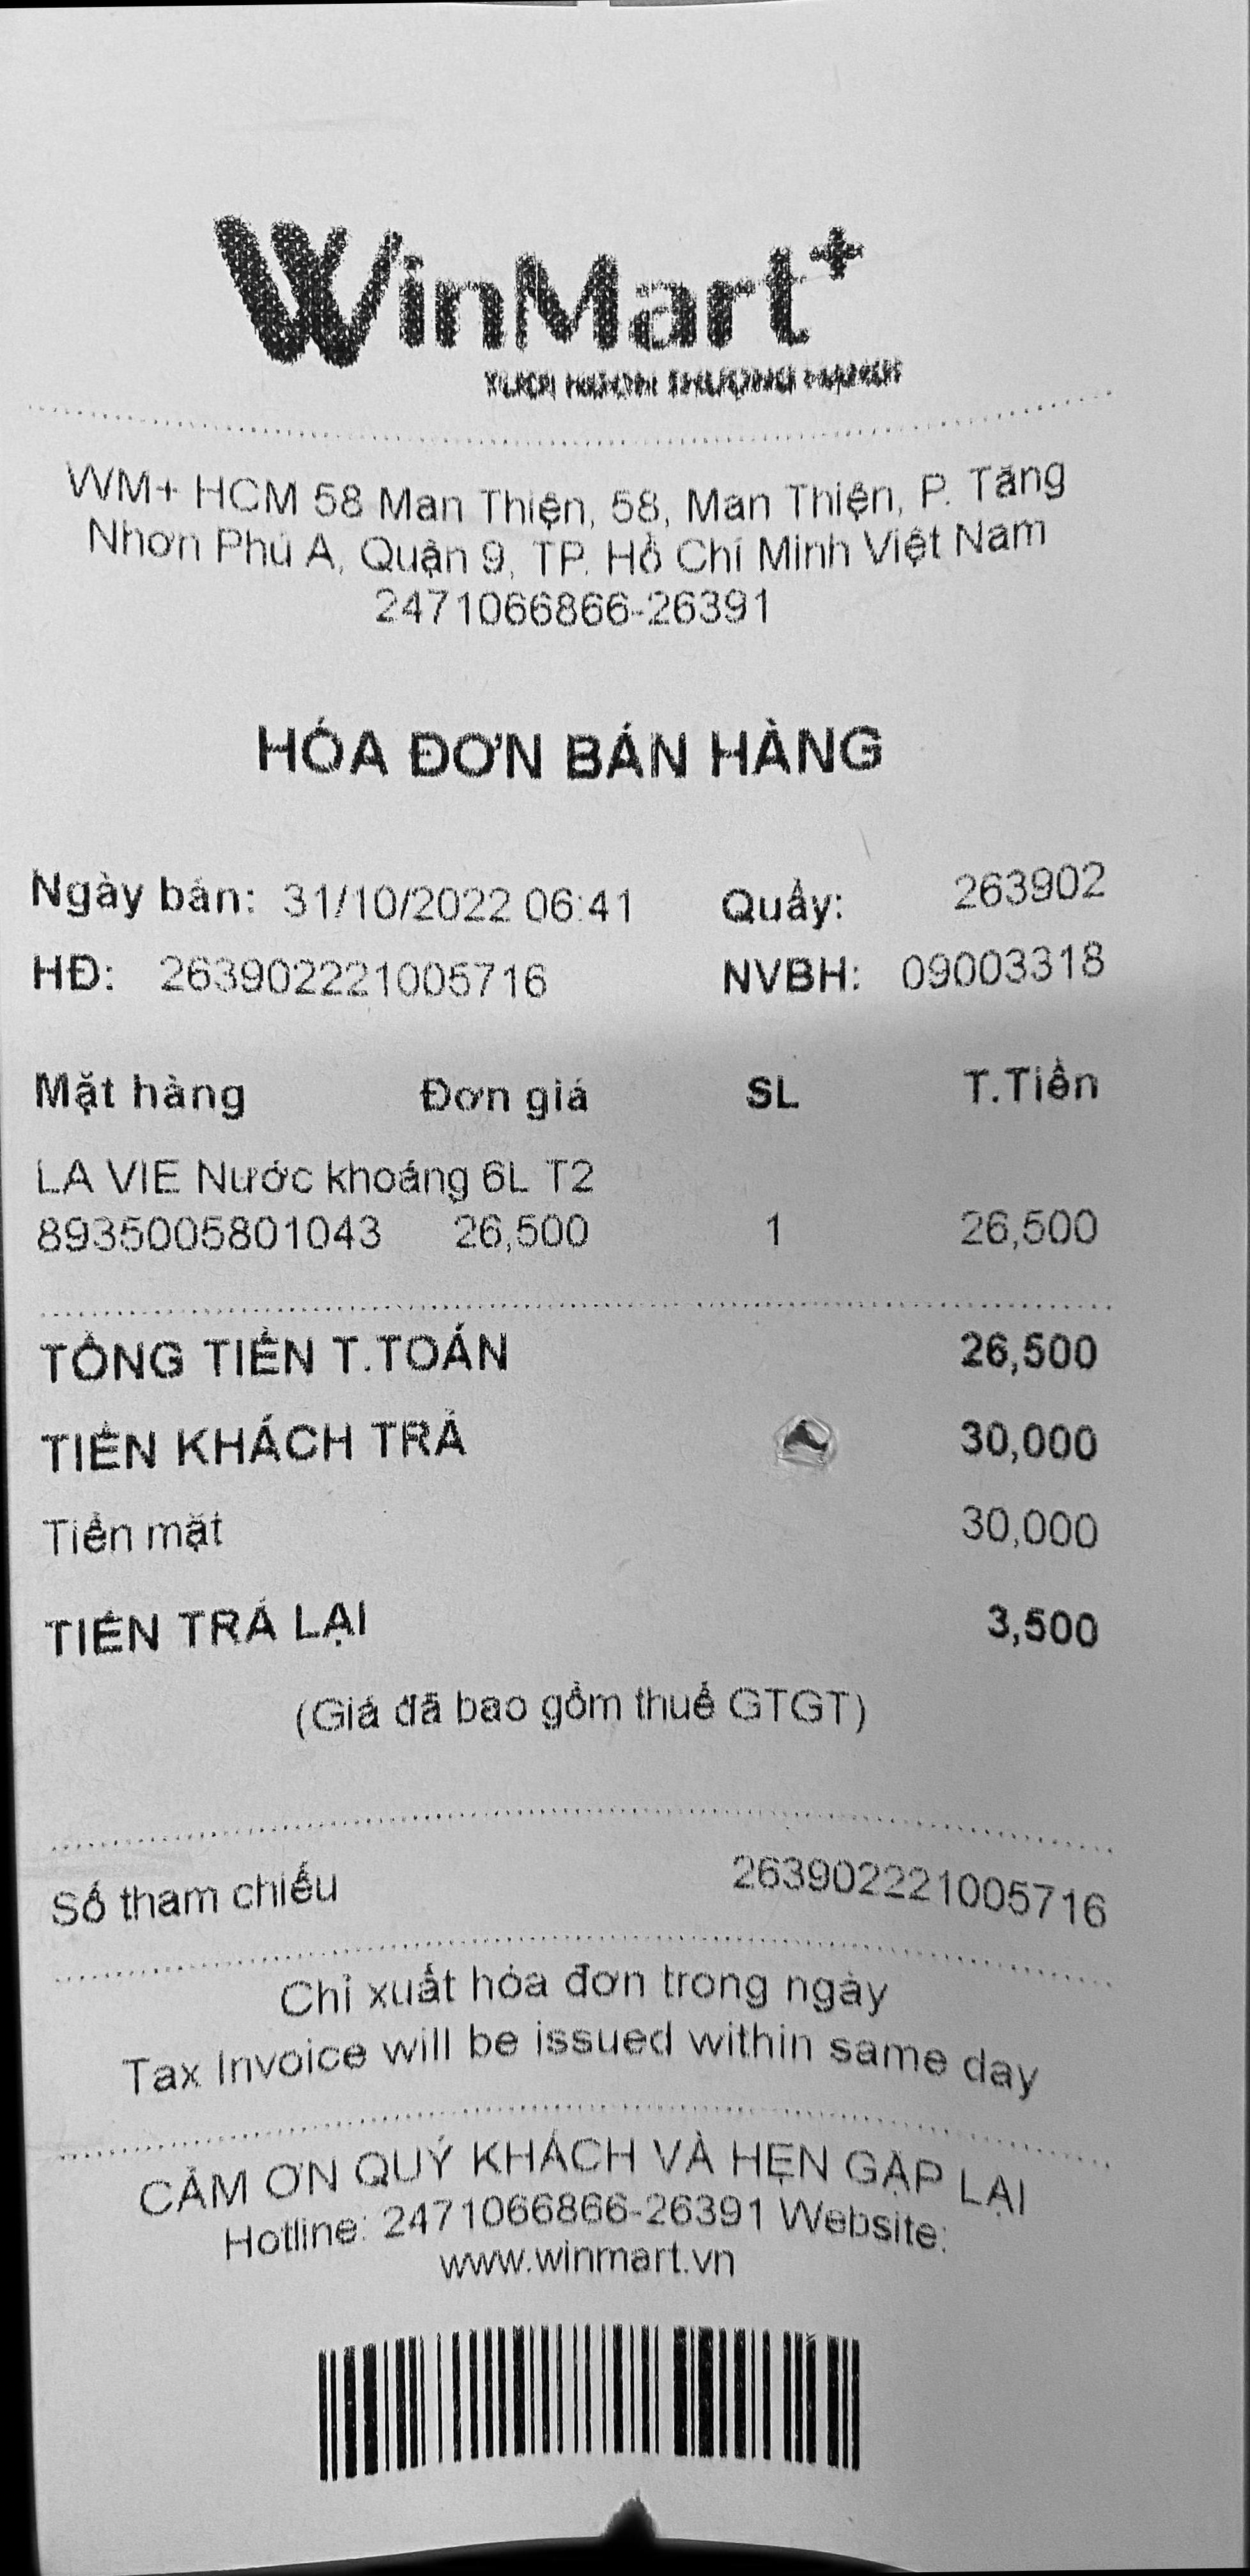 WinMart+
WM+ HCM 58 Man Thiện, 58, Man Thiện, P. Tăng
Nhơn Phú A, Quận 9, TP. Hồ Chí Minh Việt Nam
2471066866-26391
HÓA ĐƠN BÁN HÀNG
Ngày bán: 31/10/2022 06:41 Quầy: 263902
HĐ: 263902221005716 NVBH: 09003318
Mặt hàng Đơn giá SL T.Tiền
LA VIE Nước khoáng 6L T2
8935005801043 26,500 1 26,500
TỔNG TIỀN T.TOÁN 26,500
TIỀN KHÁCH TRẢ 30,000
Tiền mặt 30,000
TIỀN TRẢ LẠI 3,500
(Giá đã bao gồm thuế GTGT)
Số tham chiếu 263902221005716
Chỉ xuất hóa đơn trong ngày
Tax Invoice will be issued within same day
CẢM ƠN QUÝ KHÁCH VÀ HẸN GẶP LẠI
Hotline: 2471066866-26391 Website:
www.winmart.vn